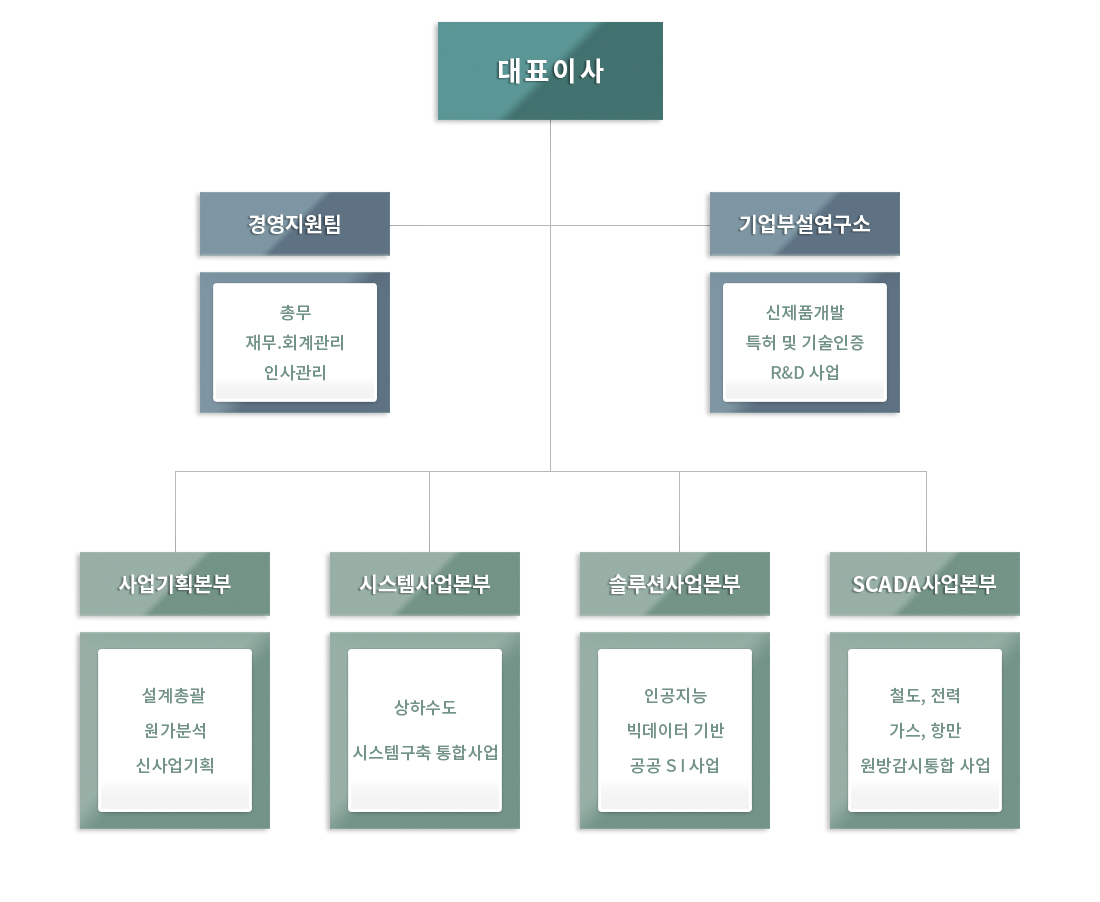 대표이사
경영지원팀
기업부설연구소
총무
재무.회계관리
인사관리
신제품개발
특허 및 기술인증
R&D 사업
사업기획본부
시스템사업본부
솔루션사업본부
SCADA사업본부
설계총괄
원가분석
신사업기획
상하수도
시스템구축 통합사업
인공지능
빅데이터 기반
공공 S I 사업
철도, 전력
가스, 항만
원방감시통합 사업